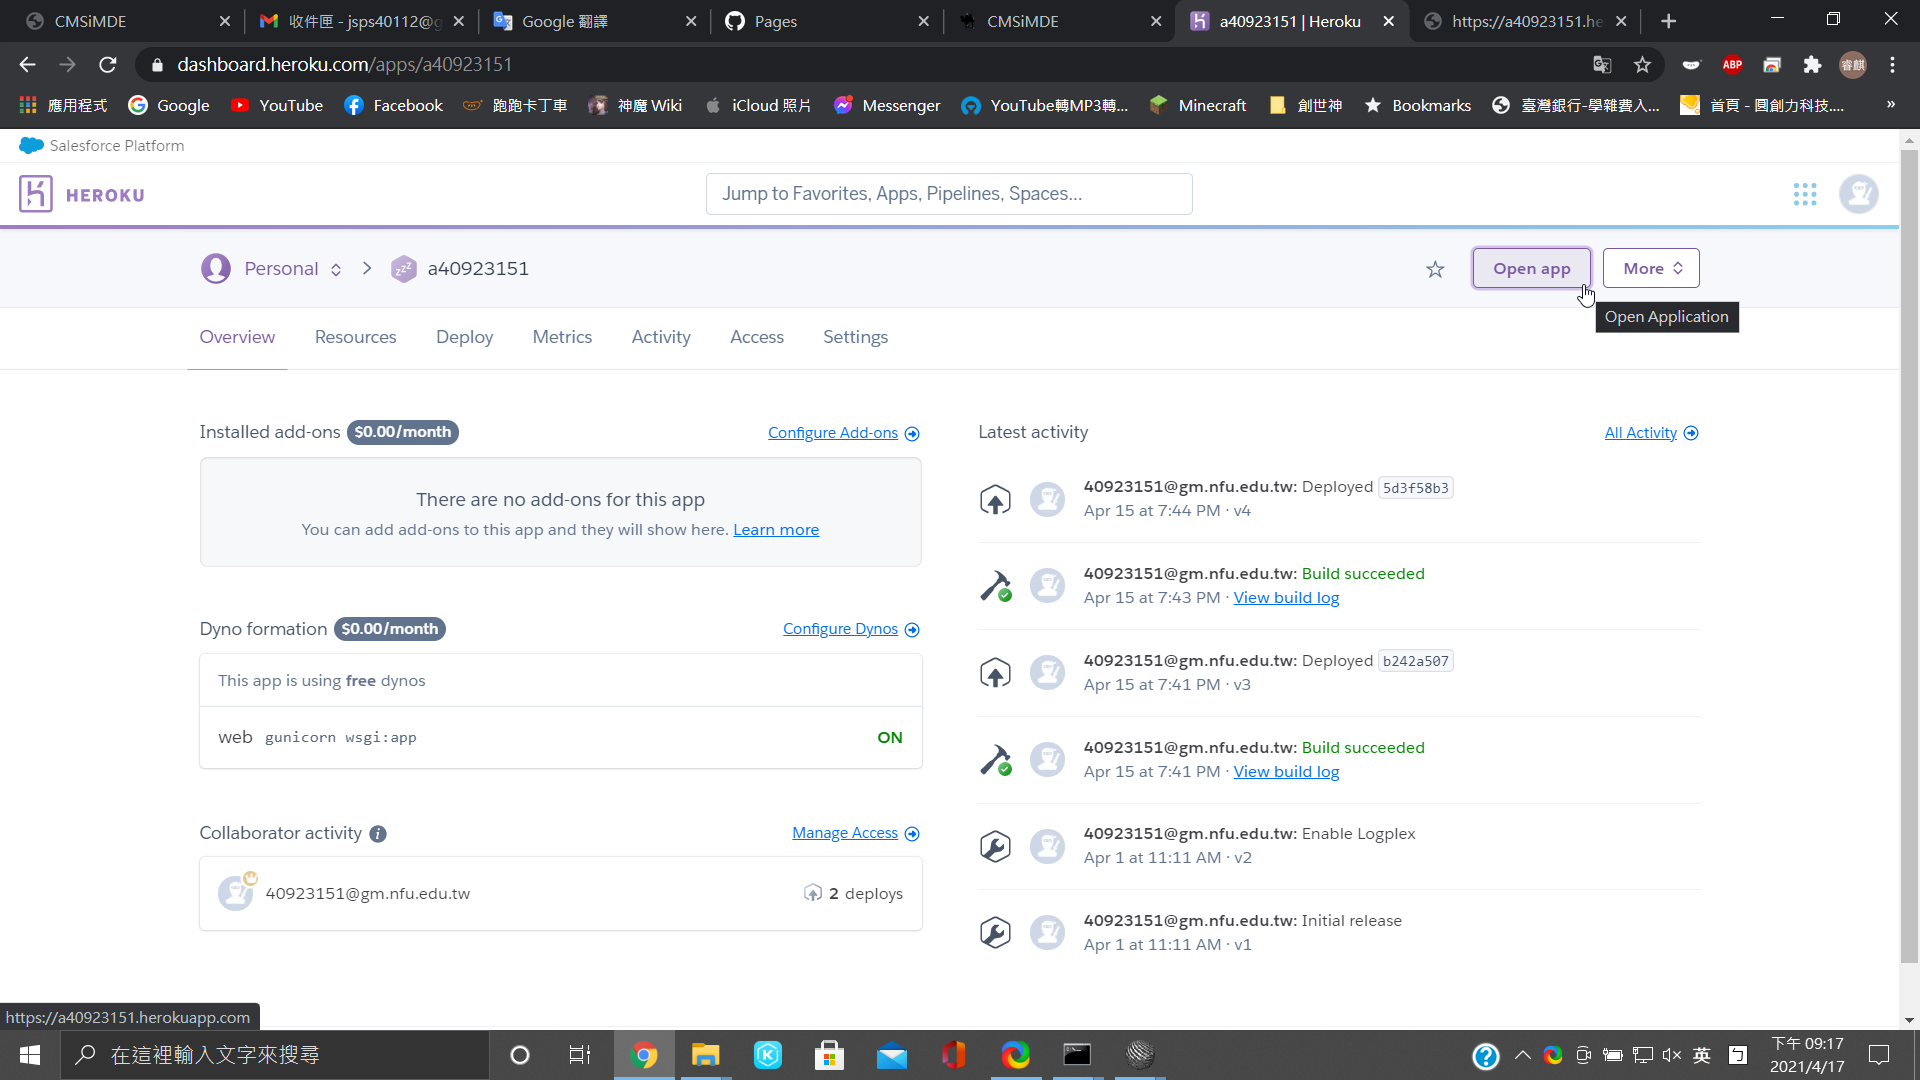 CMSiMDE
收件匣 - jsps40112@g
Google 翻譯
Pages
CMSiMDE
a40923151 | Heroku
https://a40923151.he
dashboard.heroku.com/apps/a40923151
ABP
睿麒
應用程式
Google
YouTube
Facebook
跑跑卡丁車
神魔 Wiki
iCloud 照片
Messenger
YouTube轉MP3轉...
Minecraft
創世神
Bookmarks
臺灣銀行-學雜費入...
首頁 - 圓創力科技....
»
Salesforce Platform
HEROKU
Jump to Favorites, Apps, Pipelines, Spaces...
Personal
a40923151
Open app
More
Open Application
Overview
Resources
Deploy
Metrics
Activity
Access
Settings
Installed add-ons $0.00/month
Configure Add-ons
There are no add-ons for this app
You can add add-ons to this app and they will show here. Learn more
Dyno formation $0.00/month
Configure Dynos
This app is using free dynos
web gunicorn wsgi:app
ON
Collaborator activity
Manage Access
40923151@gm.nfu.edu.tw
2 deploys
Latest activity
All Activity
40923151@gm.nfu.edu.tw: Deployed 5d3f58b3
Apr 15 at 7:44 PM · v4
40923151@gm.nfu.edu.tw: Build succeeded
Apr 15 at 7:43 PM · View build log
40923151@gm.nfu.edu.tw: Deployed b242a507
Apr 15 at 7:41 PM · v3
40923151@gm.nfu.edu.tw: Build succeeded
Apr 15 at 7:41 PM · View build log
40923151@gm.nfu.edu.tw: Enable Logplex
Apr 1 at 11:11 AM · v2
40923151@gm.nfu.edu.tw: Initial release
Apr 1 at 11:11 AM · v1
https://a40923151.herokuapp.com
在這裡輸入文字來搜尋
英
下午 09:17
2021/4/17